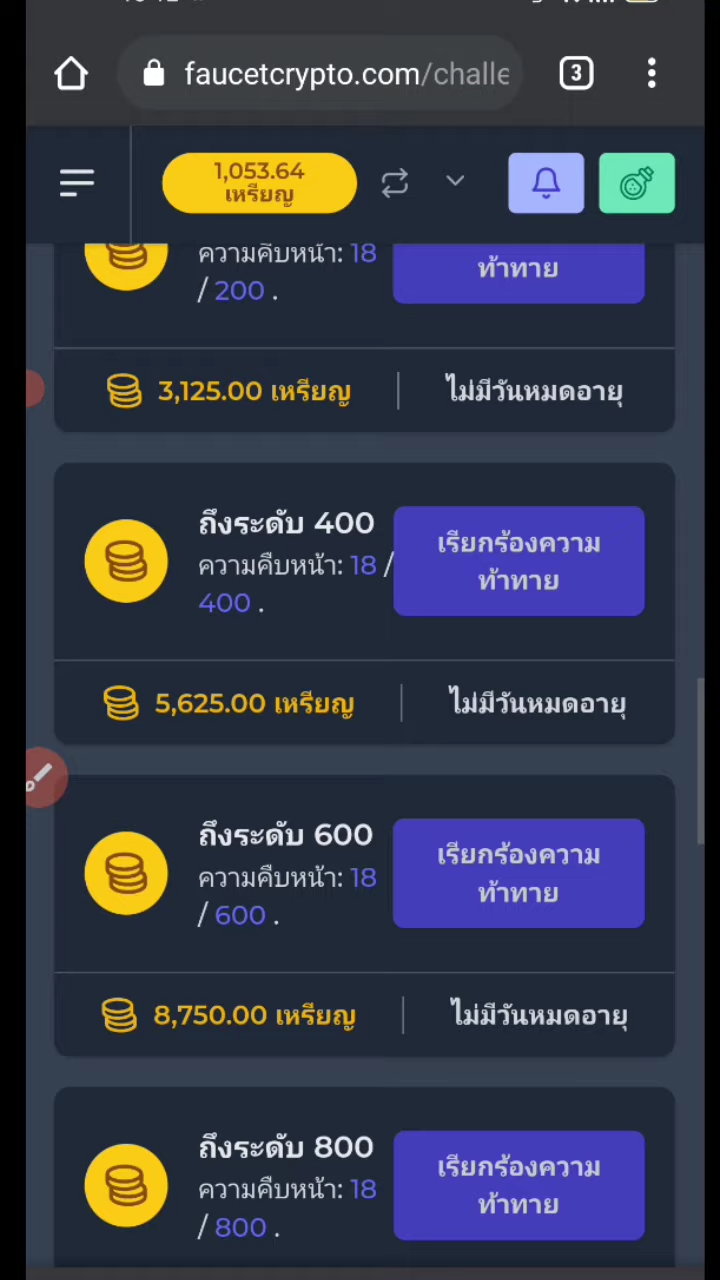 faucetcrypto.com/challe
3
1,053.64
เหรียญ
ความคืบหน้า: 18
/ 200 .
ท้าทาย
3,125.00 เหรียญ
ไม่มีวันหมดอายุ
ถึงระดับ 400
ความคืบหน้า: 18 /
400 .
เรียกร้องความ
ท้าทาย
5,625.00 เหรียญ
ไม่มีวันหมดอายุ
ถึงระดับ 600
ความคืบหน้า: 18
/ 600 .
เรียกร้องความ
ท้าทาย
8,750.00 เหรียญ
ไม่มีวันหมดอายุ
ถึงระดับ 800
ความคืบหน้า: 18
/ 800 .
เรียกร้องความ
ท้าทาย